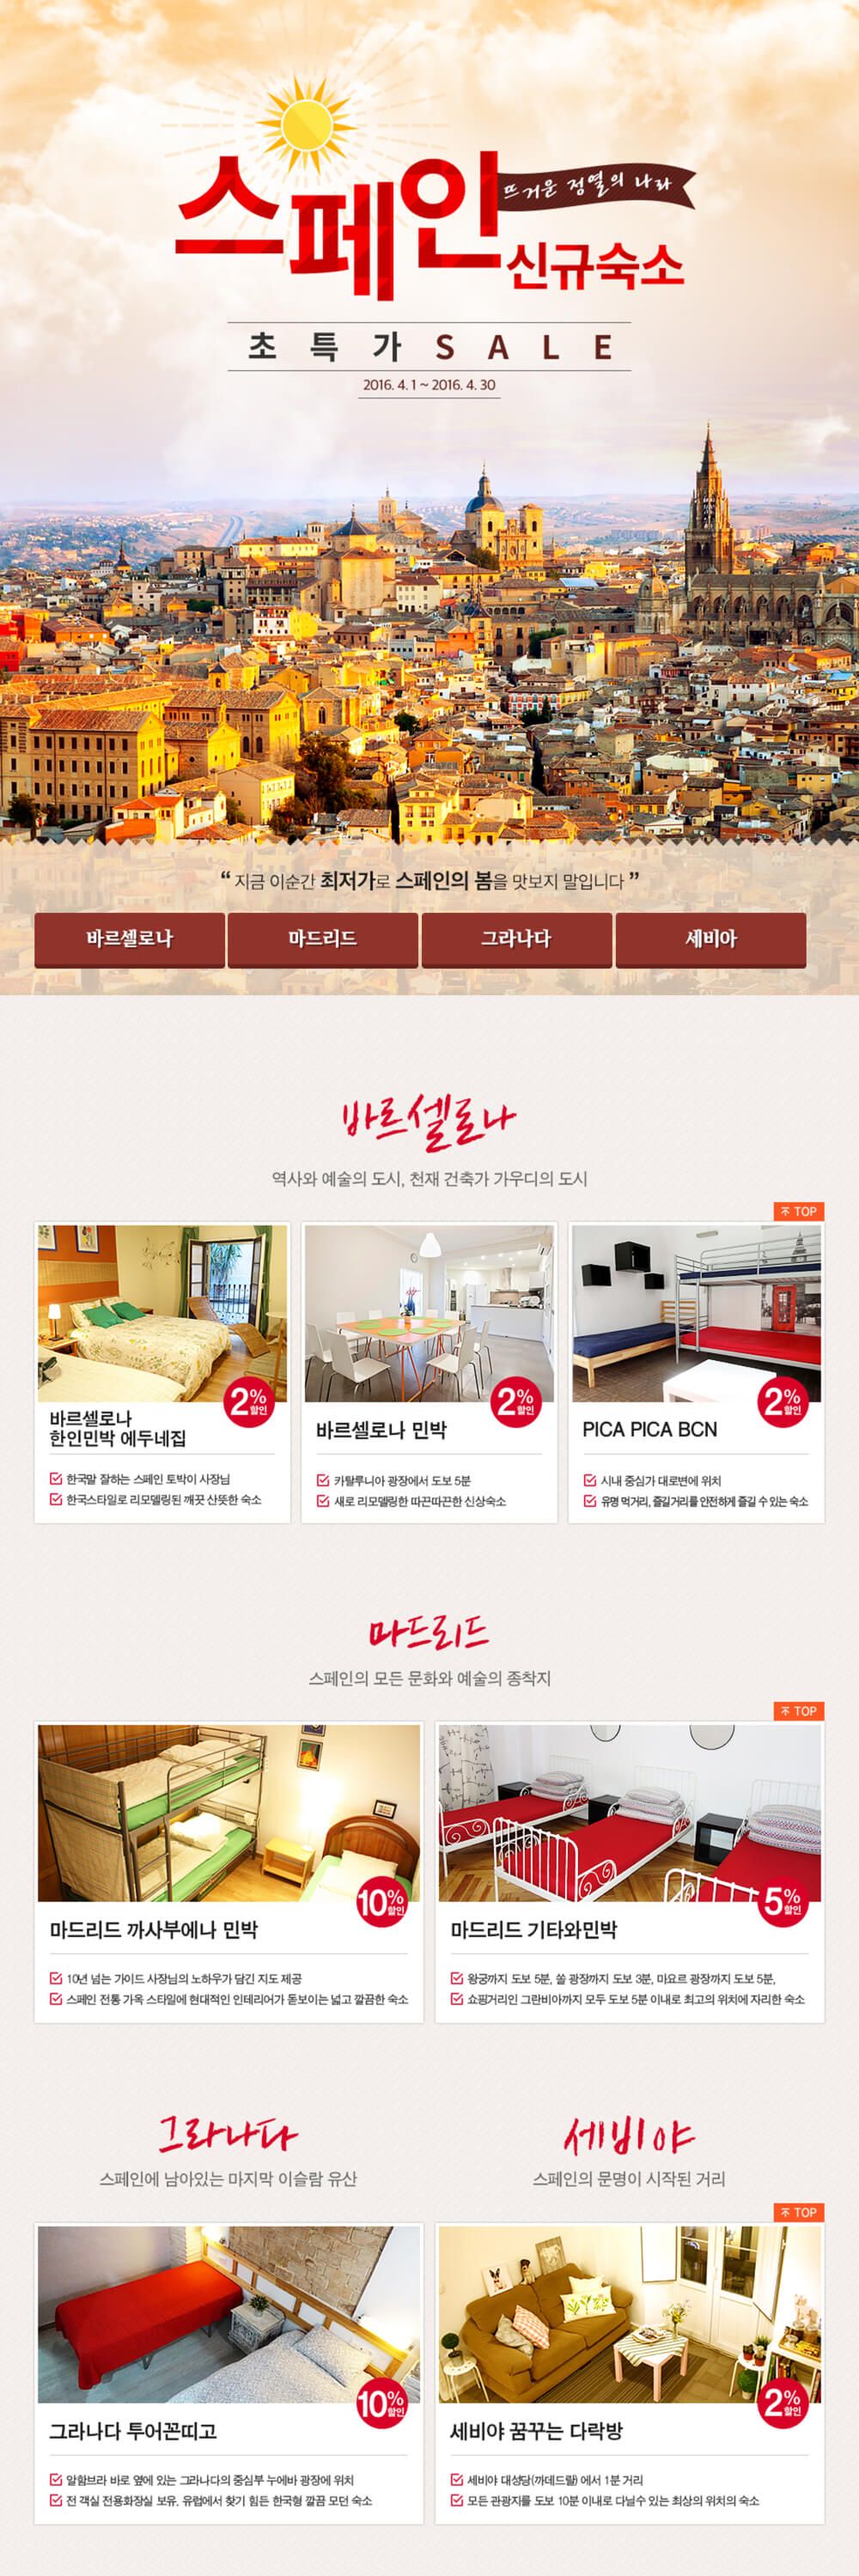 스페인
뜨거운 정열의 나라
신규숙소
초 특 가 S A L E
2016. 4. 1 ~ 2016. 4. 30
“ 지금 이순간 최저가로 스페인의 봄을 맛보지 말입니다 ”
바르셀로나 마드리드 그라나다 세비아
바르셀로나
역사와 예술의 도시, 천재 건축가 가우디의 도시
TOP
2% 할인
바르셀로나
한인민박 에두네집
한국말 잘하는 스페인 토박이 사장님
한국스타일로 리모델링된 깨끗 산뜻한 숙소
2% 할인
바르셀로나 민박
카탈루니아 광장에서 도보 5분
새로 리모델링한 따끈따끈한 신상숙소
2% 할인
PICA PICA BCN
시내 중심가 대로변에 위치
유명 먹거리, 즐길거리를 안전하게 즐길 수 있는 숙소
마드리드
스페인의 모든 문화와 예술의 종착지
TOP
10% 할인
마드리드 까사부에나 민박
10년 넘는 가이드 사장님의 노하우가 담긴 지도 제공
스페인 전통 가옥 스타일에 현대적인 인테리어가 돋보이는 넓고 깔끔한 숙소
5% 할인
마드리드 기타와민박
왕궁까지 도보 5분, 쏠 광장까지 도보 3분, 마요르 광장까지 도보 5분,
쇼핑거리인 그란비아까지 모두 도보 5분 이내로 최고의 위치에 자리한 숙소
그라나다
스페인에 남아있는 마지막 이슬람 유산
세비야
스페인의 문명이 시작된 거리
TOP
10% 할인
그라나다 투어꼰띠고
알함브라 바로 옆에 있는 그라나다의 중심부 누에바 광장에 위치
전 객실 전용화장실 보유, 유럽에서 찾기 힘든 한국형 깔끔 모던 숙소
2% 할인
세비야 꿈꾸는 다락방
세비야 대성당(까데드랄) 에서 1분 거리
모든 관광지를 도보 10분 이내로 다닐수 있는 최상의 위치의 숙소